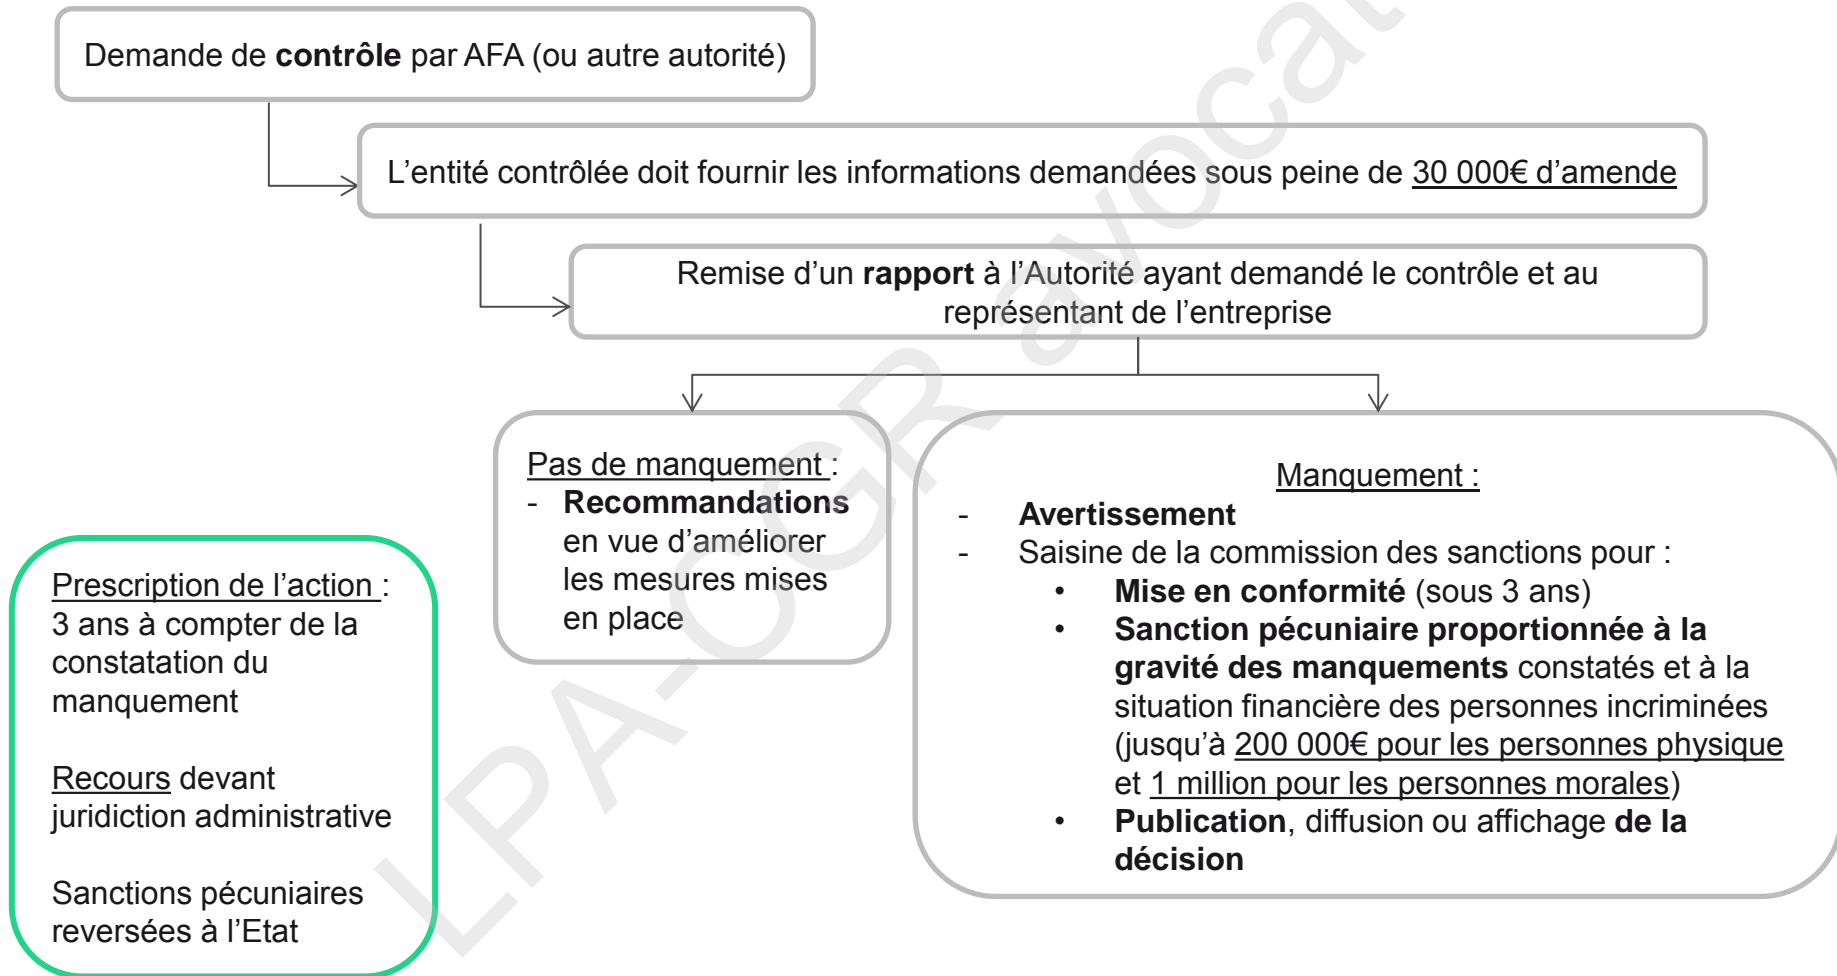 Demande de contrôle par AFA (ou autre autorité)
L’entité contrôlée doit fournir les informations demandées sous peine de 30 000€ d’amende
Remise d’un rapport à l’Autorité ayant demandé le contrôle et au
représentant de l’entreprise
Pas de manquement :
- Recommandations
en vue d’améliorer
les mesures mises
en place
Manquement :
- Avertissement
- Saisine de la commission des sanctions pour :
• Mise en conformité (sous 3 ans)
• Sanction pécuniaire proportionnée à la
gravité des manquements constatés et à la
situation financière des personnes incriminées
(jusqu’à 200 000€ pour les personnes physique
et 1 million pour les personnes morales)
• Publication, diffusion ou affichage de la
décision
Prescription de l’action :
3 ans à compter de la
constatation du
manquement
Recours devant
juridiction administrative
Sanctions pécuniaires
reversées à l’Etat
LPA-CGR avocat